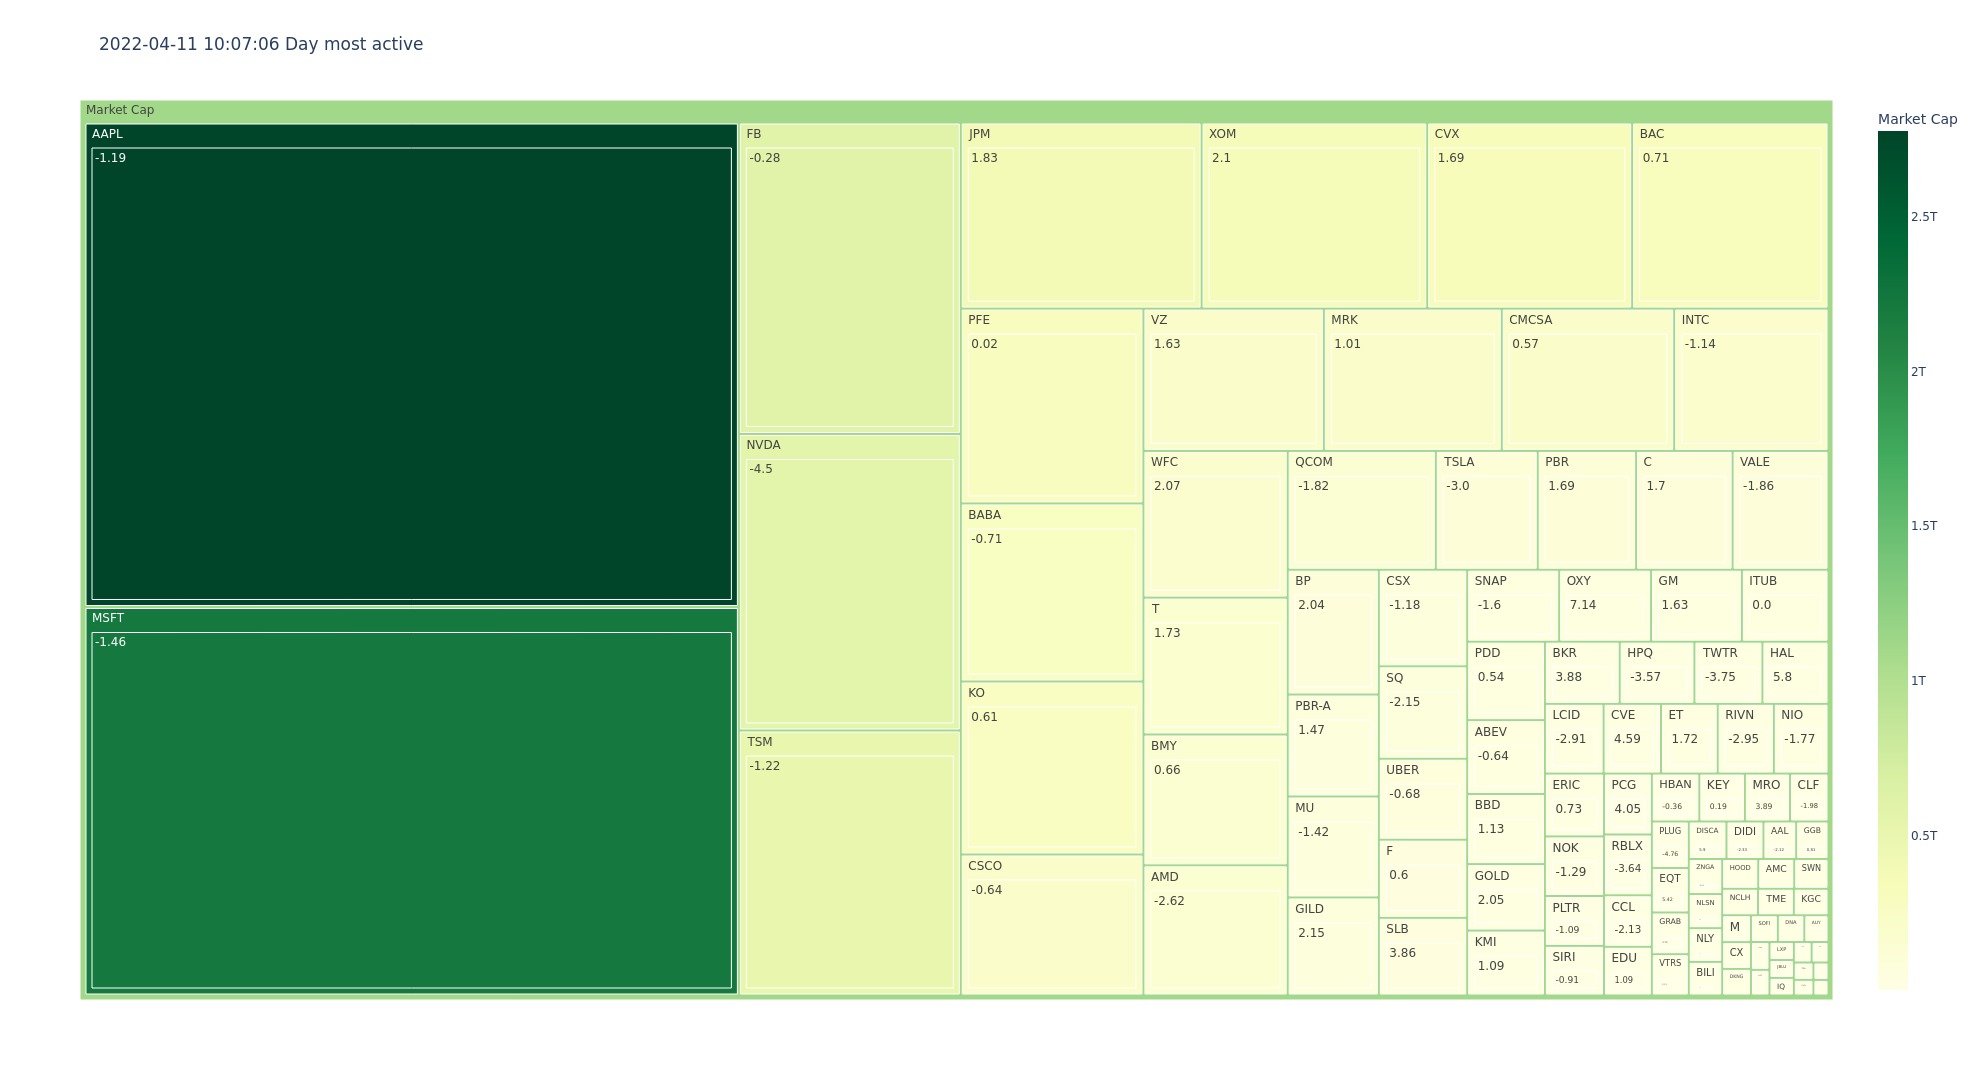 2022-04-11 10:07:06 Day most active
Market Cap
AAPL
-1.19
MSFT
-1.46
FB
-0.28
NVDA
-4.5
TSM
-1.22
JPM
1.83
XOM
2.1
CVX
1.69
BAC
0.71
PFE
0.02
BABA
-0.71
KO
0.61
CSCO
-0.64
VZ
1.63
MRK
1.01
CMCSA
0.57
INTC
-1.14
WFC
2.07
T
1.73
BMY
0.66
AMD
-2.62
QCOM
-1.82
TSLA
-3.0
PBR
1.69
C
1.7
VALE
-1.86
BP
2.04
PBR-A
1.47
MU
-1.42
GILD
2.15
CSX
-1.18
SQ
-2.15
UBER
-0.68
F
0.6
SLB
3.86
SNAP
-1.6
OXY
7.14
GM
1.63
ITUB
0.0
PDD
0.54
ABEV
-0.64
BBD
1.13
GOLD
2.05
KMI
1.09
BKR
3.88
HPQ
-3.57
TWTR
-3.75
HAL
5.8
LCID
-2.91
CVE
4.59
ET
1.72
RIVN
-2.95
NIO
-1.77
ERIC
0.73
NOK
-1.29
PLTR
-1.09
SIRI
-0.91
PCG
4.05
RBLX
-3.64
CCL
-2.13
EDU
1.09
HBAN
-0.36
KEY
0.19
MRO
3.89
CLF
-1.98
PLUG
-4.76
EQT
5.42
GRAB
VTRS
DISCA
DIDI
AAL
GGB
ZNGA
NLSN
NLY
BILI
HOOD
AMC
SWN
NCLH
TME
KGC
M
SOFI
DNA
AUY
CX
DKNG
LXP
JBLU
IQ
Market Cap
2.5T
2T
1.5T
1T
0.5T